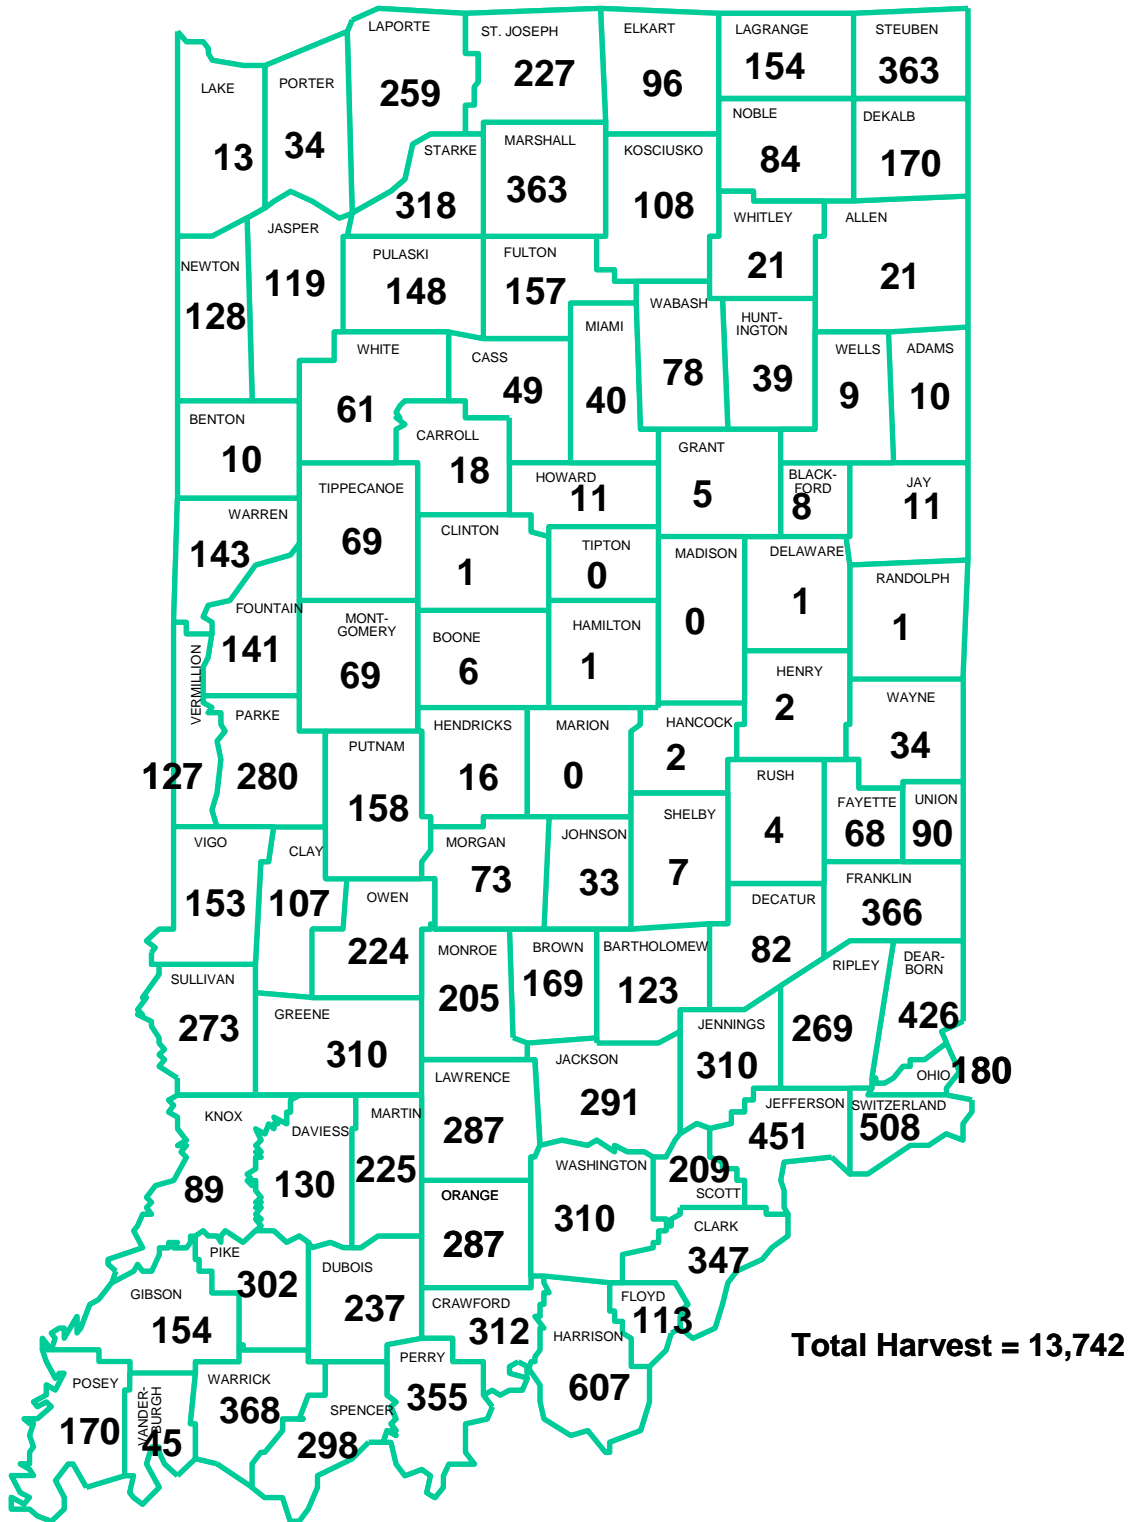 LAPORTE
259
ST. JOSEPH
227
ELKART
96
LAGRANGE
154
STEUBEN
363
LAKE
13
PORTER
34
STARKE
318
MARSHALL
363
KOSCIUSKO
108
NOBLE
84
DEKALB
170
WHITLEY
21
ALLEN
21
NEWTON
128
JASPER
119
PULASKI
148
FULTON
157
MIAMI
40
WABASH
78
HUNT-
INGTON
39
WELLS
9
ADAMS
10
WHITE
61
CASS
49
BENTON
10
CARROLL
18
GRANT
5
HOWARD
11
BLACK-
FORD
8
JAY
11
TIPPECANOE
69
WARREN
143
CLINTON
1
TIPTON
0
MADISON
0
DELAWARE
1
RANDOLPH
1
FOUNTAIN
141
MONT-
GOMERY
69
BOONE
6
HAMILTON
1
HENRY
2
WAYNE
34
VERMILLION
127
PARKE
280
PUTNAM
158
HENDRICKS
16
MARION
0
HANCOCK
2
RUSH
4
FAYETTE
68
UNION
90
VIGO
153
CLAY
107
OWEN
224
MORGAN
73
JOHNSON
33
SHELBY
7
DECATUR
82
FRANKLIN
366
SULLIVAN
273
GREENE
310
MONROE
205
BROWN
169
BARTHOLOMEW
123
JENNINGS
310
RIPLEY
269
DEAR-
BORN
426
OHIO
180
KNOX
89
DAVIESS
130
MARTIN
225
LAWRENCE
287
JACKSON
291
JEFFERSON
451
SWITZERLAND
508
ORANGE
287
WASHINGTON
310
209
SCOTT
CLARK
347
PIKE
302
DUBOIS
237
GIBSON
154
CRAWFORD
312
FLOYD
113
HARRISON
607
Total Harvest = 13,742
POSEY
170
VANDER-
BURGH
45
WARRICK
368
SPENCER
298
PERRY
355